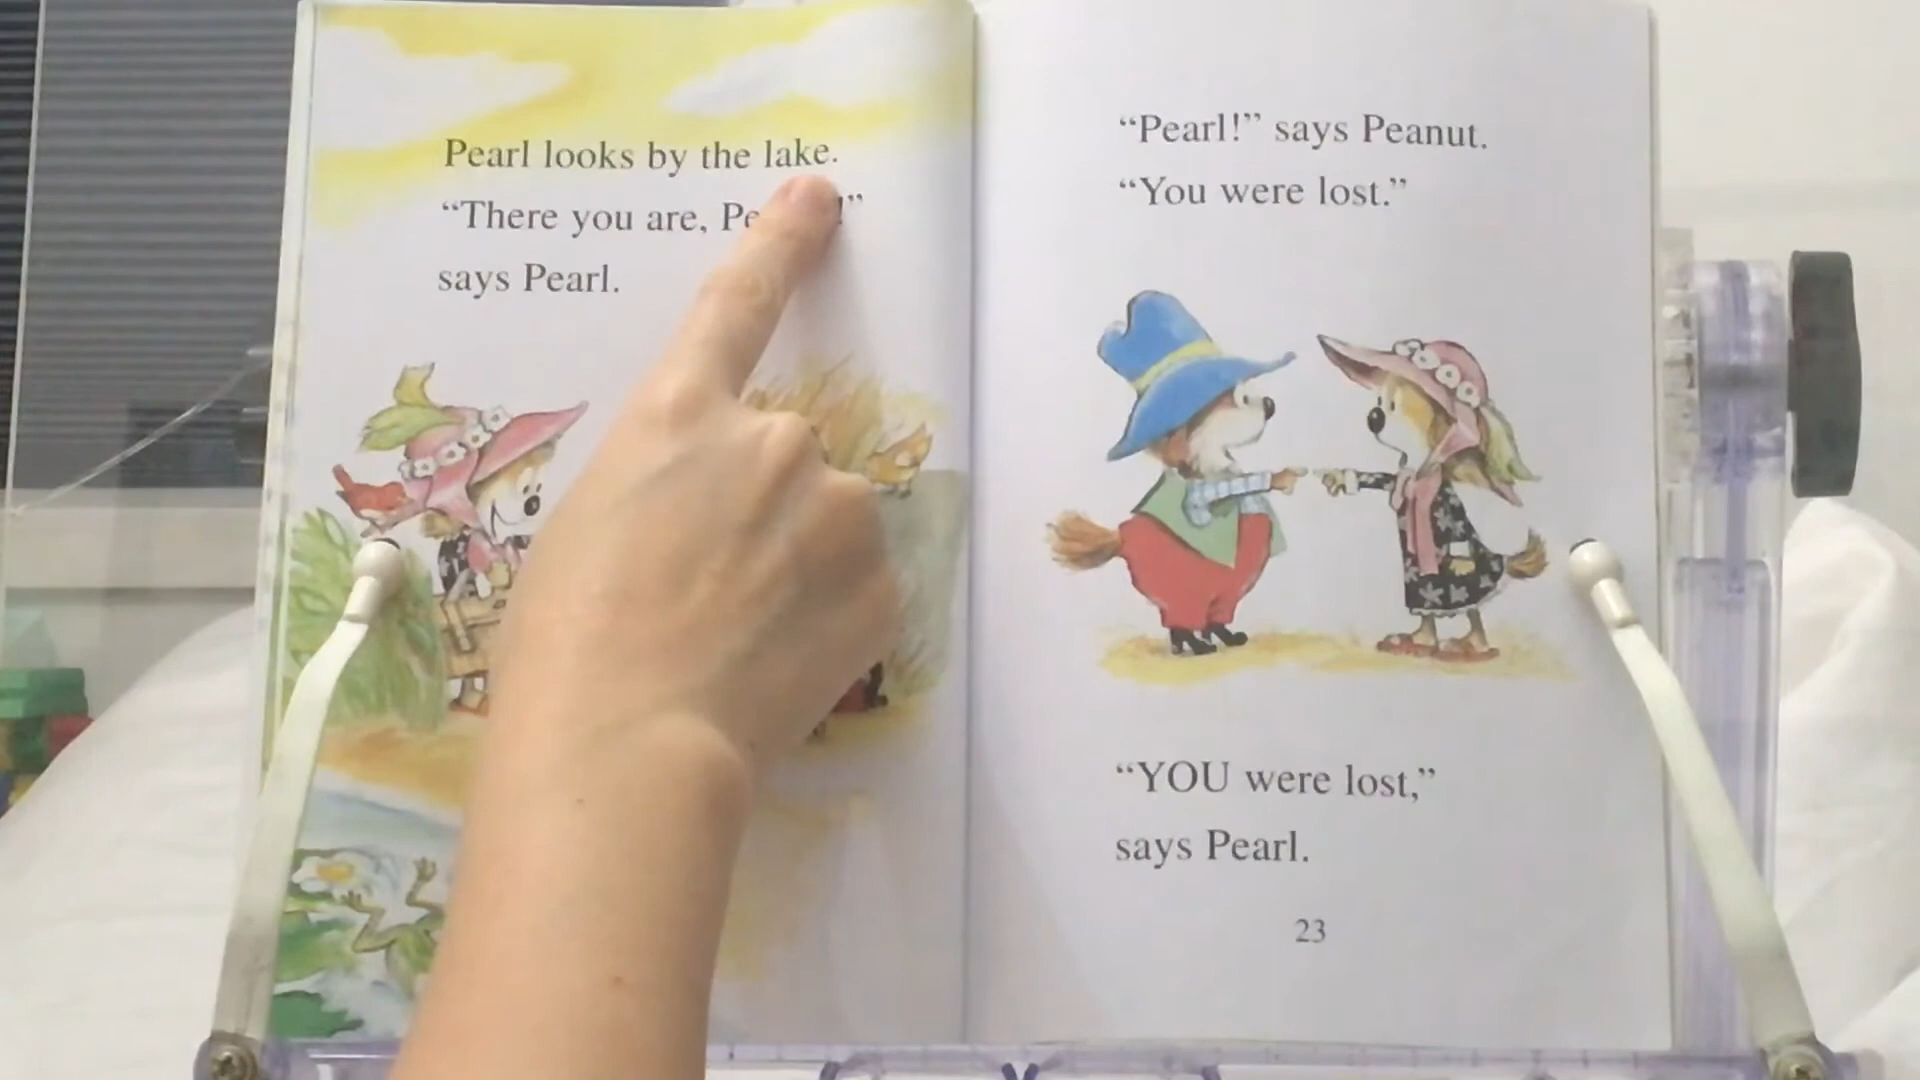 Pearl looks by the lake.
“There you are, !”
says Pearl.
“Pearl!” says Peanut.
“You were lost.”
“YOU were lost,”
says Pearl.
23